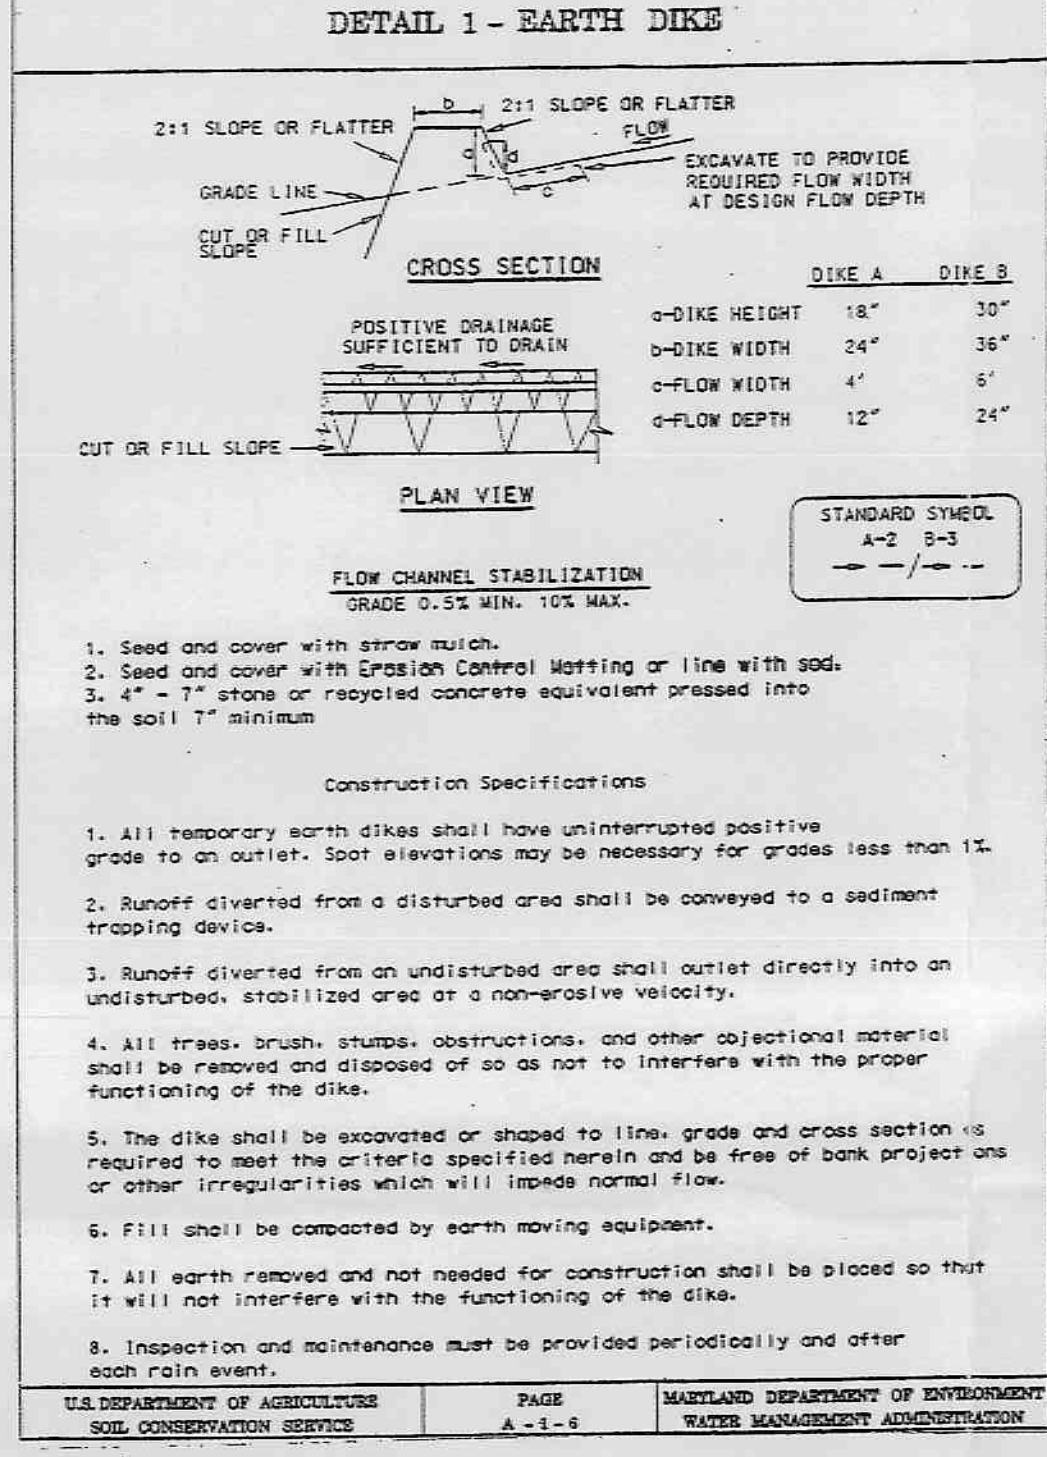 DETAIL 1 - EARTH DIKE
b
2:1 SLOPE OR FLATTER
2:1 SLOPE OR FLATTER
FLOW
a
d
EXCAVATE TO PROVIDE
REQUIRED FLOW WIDTH
AT DESIGN FLOW DEPTH
GRADE LINE
c
CUT OR FILL
SLOPE
CROSS SECTION
DIKE A DIKE B
a-DIKE HEIGHT 18" 30"
b-DIKE WIDTH 24" 36"
c-FLOW WIDTH 4' 6'
d-FLOW DEPTH 12" 24"
POSITIVE DRAINAGE
SUFFICIENT TO DRAIN
CUT OR FILL SLOPE
PLAN VIEW
STANDARD SYMBOL
A-2 B-3
FLOW CHANNEL STABILIZATION
GRADE 0.5% MIN. 10% MAX.
1. Seed and cover with straw mulch.
2. Seed and cover with Erosion Control Matting or line with sod.
3. 4" - 7" stone or recycled concrete equivalent pressed into
the soil 7" minimum
Construction Specifications
1. All temporary earth dikes shall have uninterrupted positive
grade to an outlet. Spot elevations may be necessary for grades less than 1%.
2. Runoff diverted from a disturbed area shall be conveyed to a sediment
trapping device.
3. Runoff diverted from an undisturbed area shall outlet directly into an
undisturbed, stabilized area at a non-erosive velocity.
4. All trees, brush, stumps, obstructions, and other objectional material
shall be removed and disposed of so as not to interfere with the proper
functioning of the dike.
5. The dike shall be excavated or shaped to line, grade and cross section as
required to meet the criteria specified herein and be free of bank projections
or other irregularities which will impede normal flow.
6. Fill shall be compacted by earth moving equipment.
7. All earth removed and not needed for construction shall be placed so that
it will not interfere with the functioning of the dike.
8. Inspection and maintenance must be provided periodically and after
each rain event.
U.S. DEPARTMENT OF AGRICULTURE
SOIL CONSERVATION SERVICE
PAGE
A - 1 - 6
MARYLAND DEPARTMENT OF ENVIRONMENT
WATER MANAGEMENT ADMINISTRATION